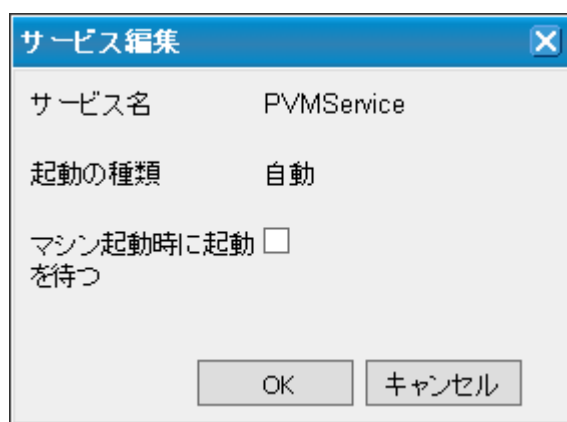 サービス編集
サービス名 PVMService
起動の種類 自動
マシン起動時に起動
を待つ
OK キャンセル